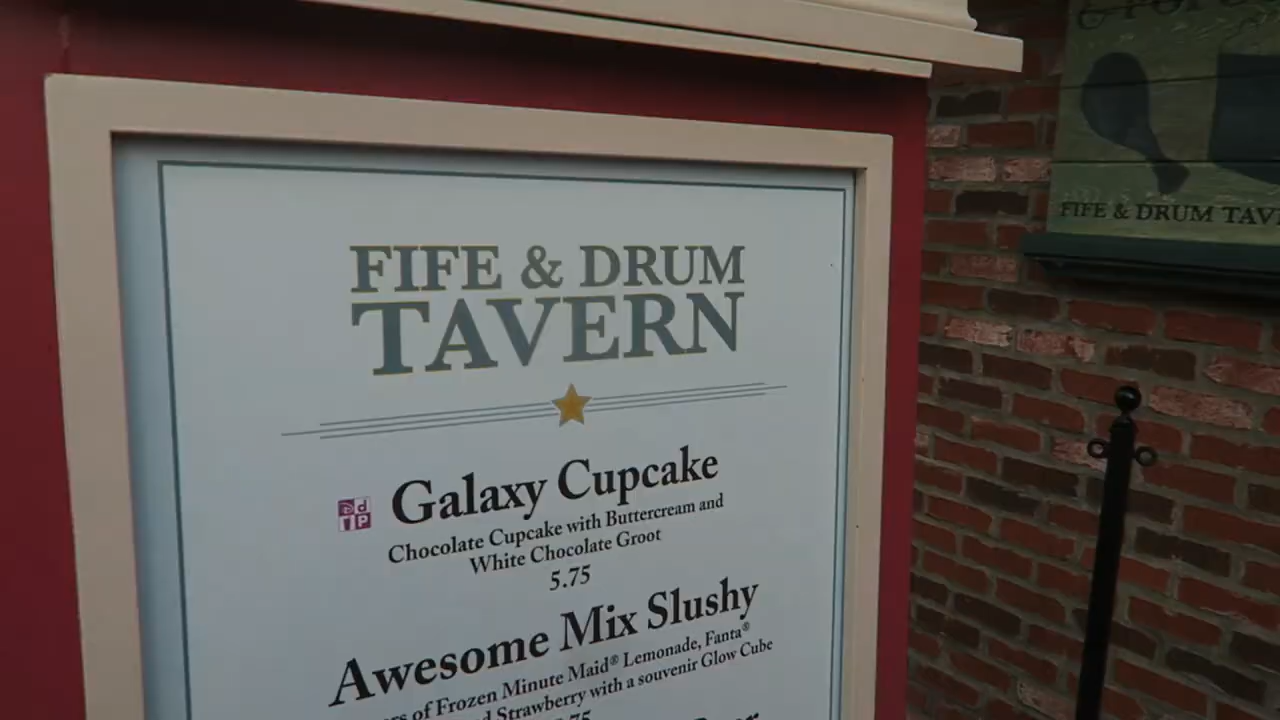 FIFE & DRUM
TAVERN
Galaxy Cupcake
Chocolate Cupcake with Buttercream and
White Chocolate Groot
5.75
Awesome Mix Slushy
of Frozen Minute Maid® Lemonade, Fanta®
Strawberry with a souvenir Glow Cube
FIFE & DRUM